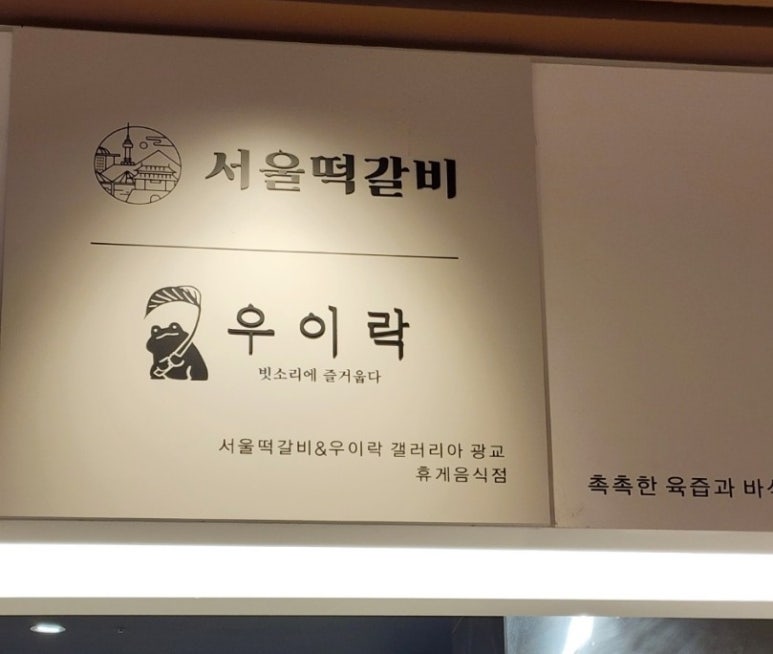 서울떡갈비
우이락
빗소리에 즐거웁다
서울떡갈비&우이락 갤러리아 광교
휴게음식점
촉촉한 육즙과